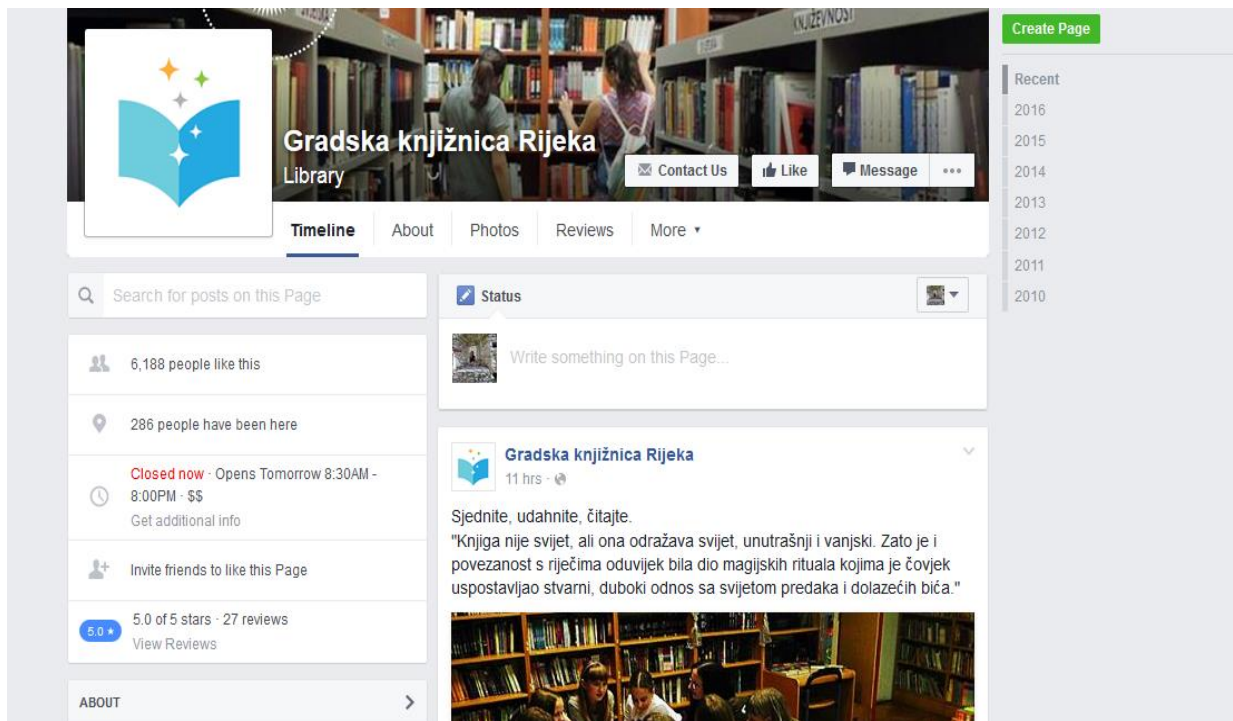 KNJIŽEVNOST
Gradska knjižnica Rijeka
Library
Contact Us
Like
Message
Timeline
About
Photos
Reviews
More
Create Page
Recent
2016
2015
2014
2013
2012
2011
2010
Search for posts on this Page
6,188 people like this
286 people have been here
Closed now · Opens Tomorrow 8:30AM -
8:00PM · $$
Get additional info
Invite friends to like this Page
5.0 ★
5.0 of 5 stars · 27 reviews
View Reviews
ABOUT
Status
Write something on this Page...
Gradska knjižnica Rijeka
11 hrs ·
Sjednite, udahnite, čitajte.
"Knjiga nije svijet, ali ona odražava svijet, unutrašnji i vanjski. Zato je i
povezanost s riječima oduvijek bila dio magijskih rituala kojima je čovjek
uspostavljao stvarni, duboki odnos sa svijetom predaka i dolazećih bića."